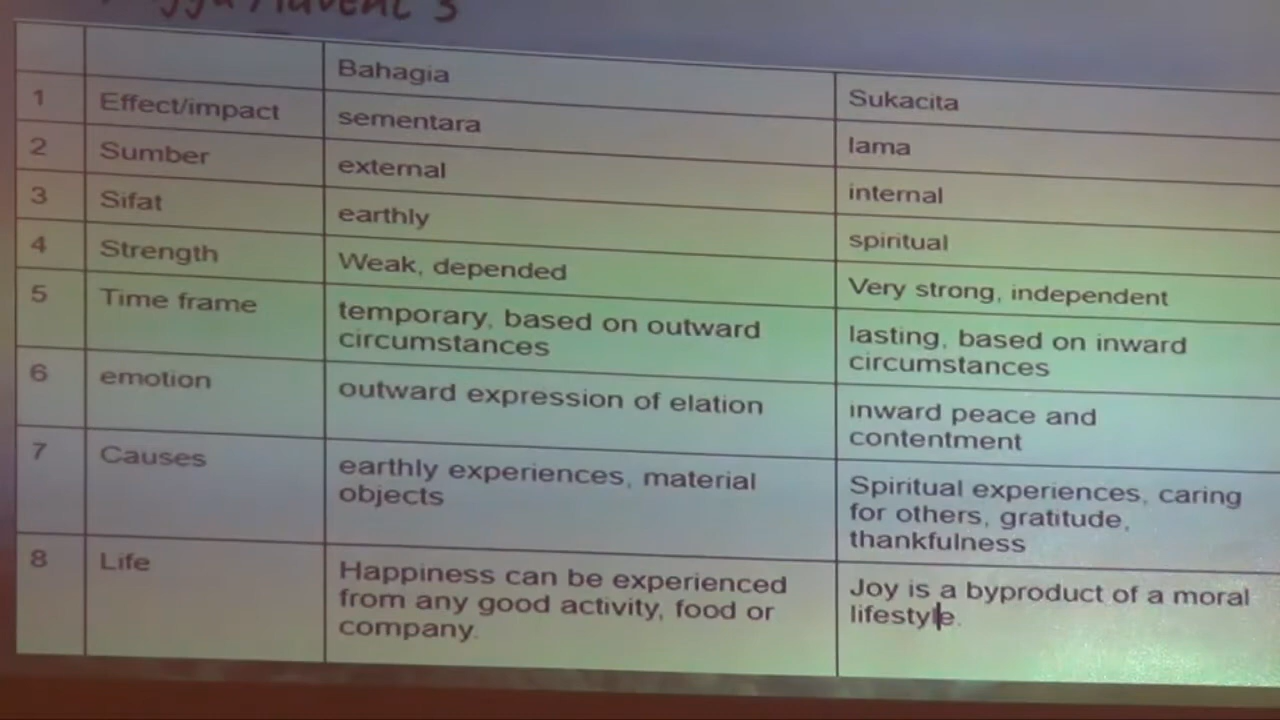 Advent 3
Bahagia
Sukacita
1 Effect/impact sementara lama
2 Sumber external internal
3 Sifat earthly spiritual
4 Strength Weak, depended Very strong, independent
5 Time frame temporary, based on outward
circumstances
lasting, based on inward
circumstances
6 emotion outward expression of elation
inward peace and
contentment
7 Causes earthly experiences, material
objects
Spiritual experiences, caring
for others, gratitude,
thankfulness
8 Life Happiness can be experienced
from any good activity, food or
company.
Joy is a byproduct of a moral
lifestyle.